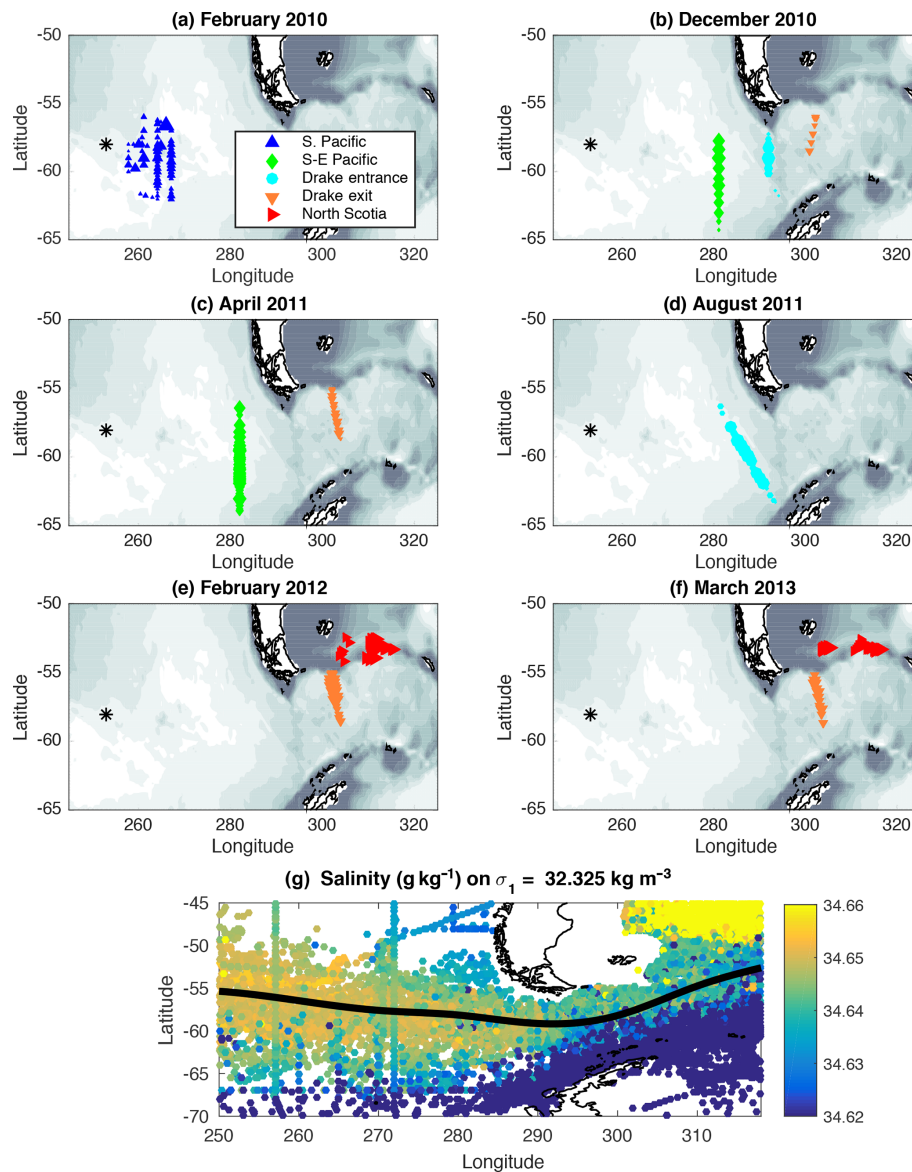 (a) February 2010
-50
-55
-60
-65
Latitude
260
280
300
320
Longitude
S. Pacific
S-E Pacific
Drake entrance
Drake exit
North Scotia
(b) December 2010
-50
-55
-60
-65
Latitude
260
280
300
320
Longitude
(c) April 2011
-50
-55
-60
-65
Latitude
260
280
300
320
Longitude
(d) August 2011
-50
-55
-60
-65
Latitude
260
280
300
320
Longitude
(e) February 2012
-50
-55
-60
-65
Latitude
260
280
300
320
Longitude
(f) March 2013
-50
-55
-60
-65
Latitude
260
280
300
320
Longitude
(g) Salinity (g kg⁻¹) on σ₁ = 32.325 kg m⁻³
-45
-50
-55
-60
-65
-70
Latitude
250
260
270
280
290
300
310
Longitude
34.66
34.65
34.64
34.63
34.62